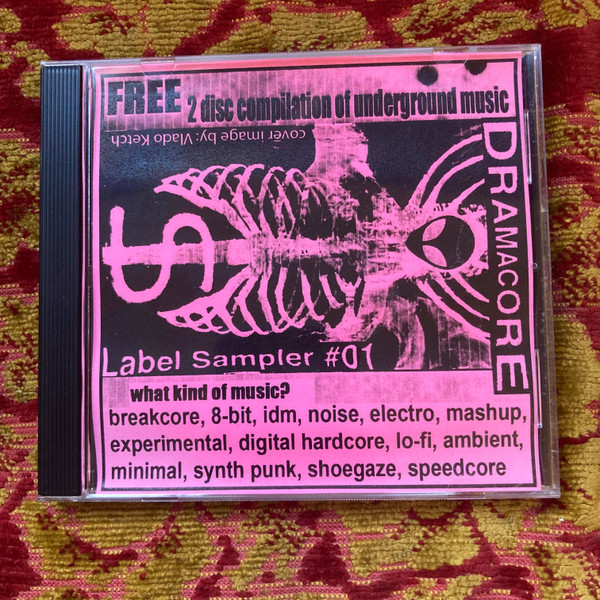 FREE 2 disc compilation of underground music
cover image by: Vlado Ketch
DRAMACORE
Label Sampler #01
what kind of music?
breakcore, 8-bit, idm, noise, electro, mashup,
experimental, digital hardcore, lo-fi, ambient,
minimal, synth punk, shoegaze, speedcore